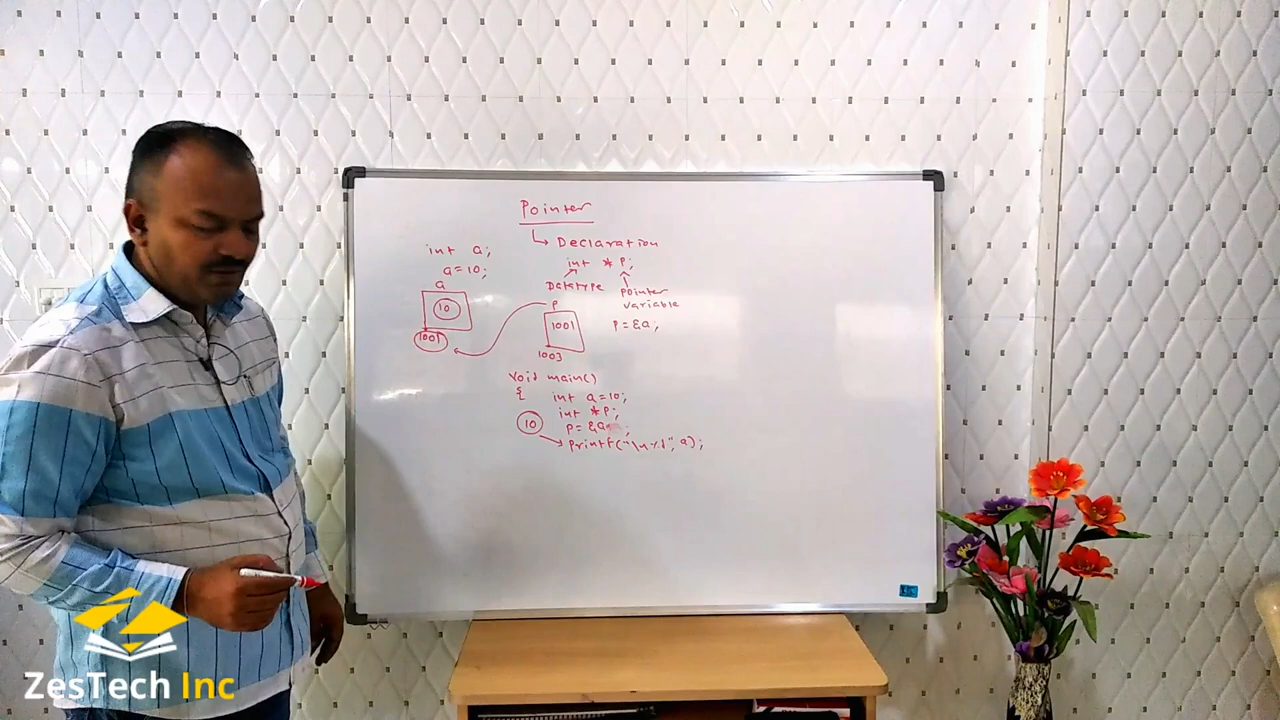 Pointer
Declaration
int a;
int * P;
a=10;
a
Datatype
Pointer
variable
10
P
1001
1001
P = &a;
1003
Void main()
{ int a=10;
int *P;
10
P = &a;
Printf("\n%d", a);
ZesTech Inc